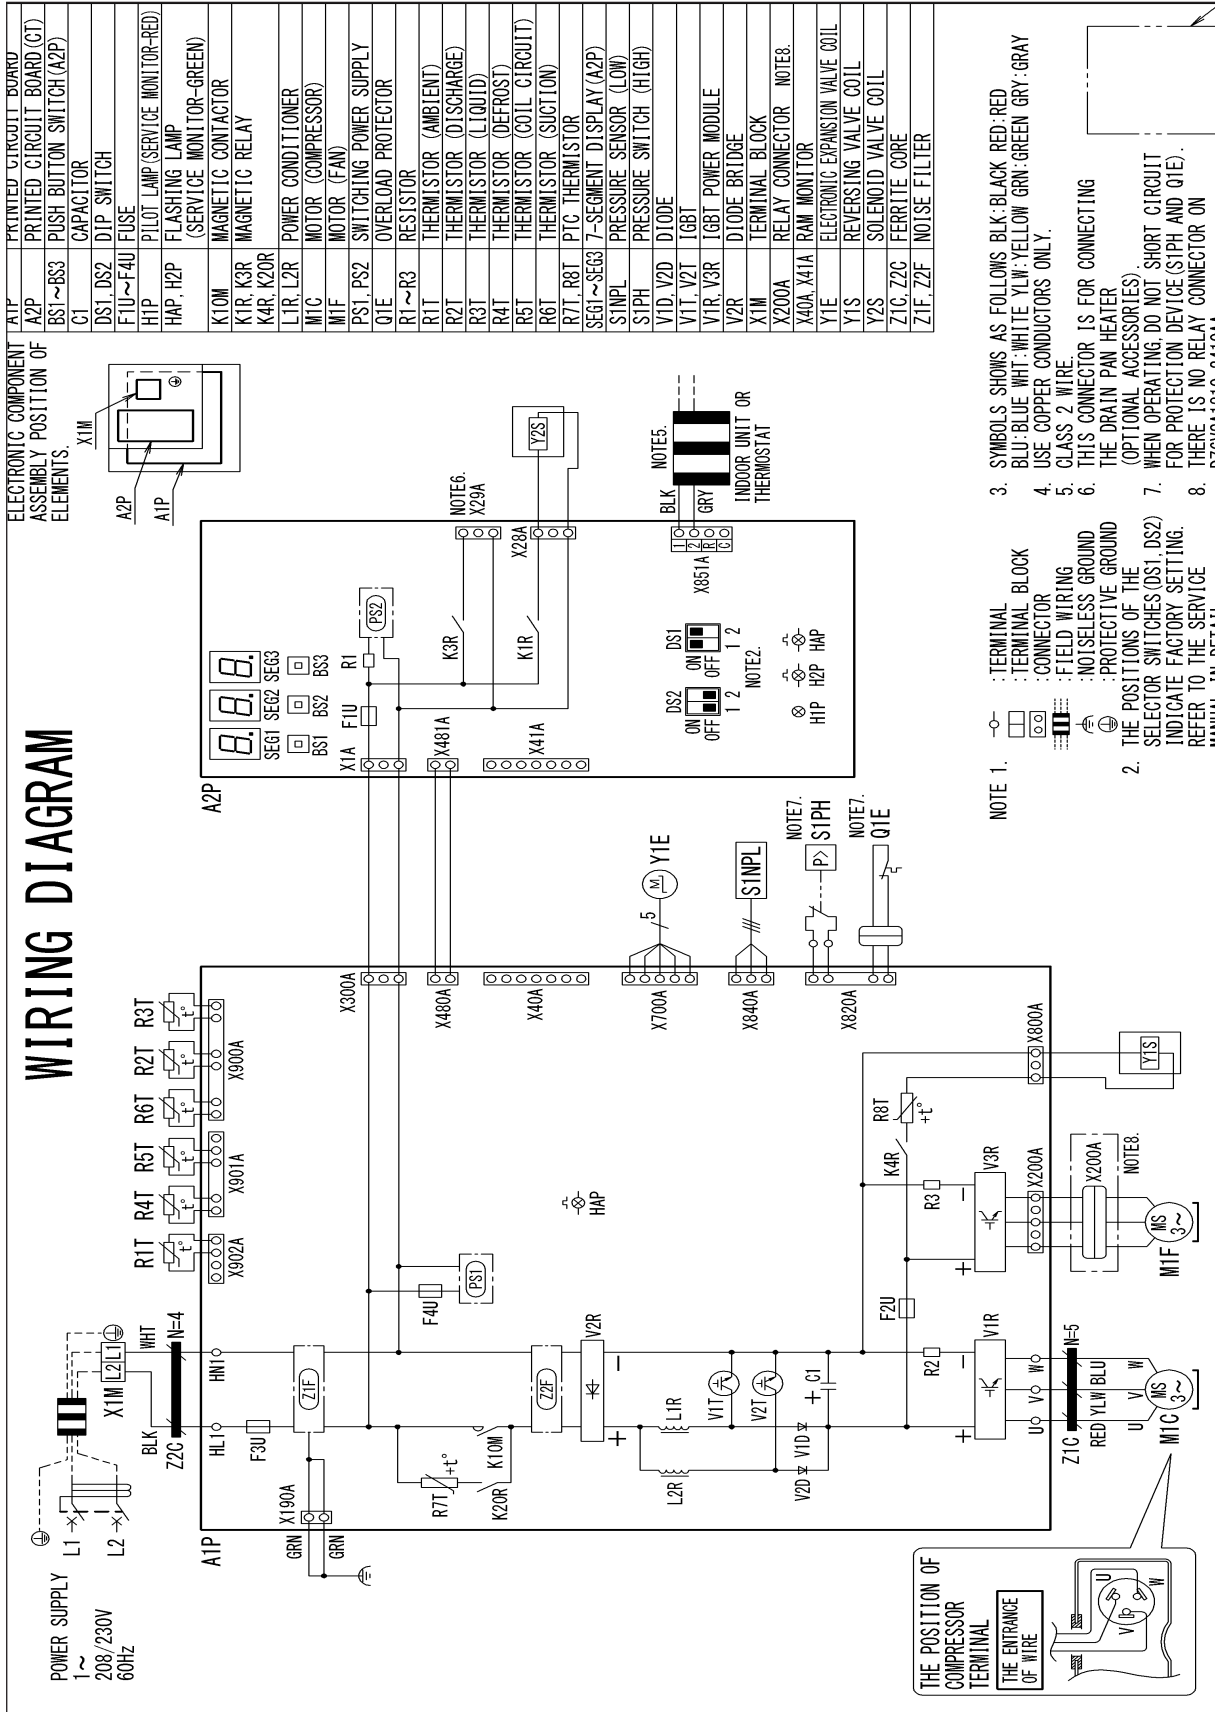 WIRING DIAGRAM
POWER SUPPLY
1~
208/230V
60Hz
L1
L2
X1M
L2 L1
BLK
WHT
Z2C
N=4
HL1
HN1
A1P
F3U
Z1F
X190A
GRN
GRN
R7T
+t°
K10M
K20R
Z2F
V2R
L1R
L2R
V1T
V2T
V2D
V1D
C1
R2
V1R
U
V
W
Z1C
N=5
RED
YLW
BLU
U
V
W
M1C
MS
3~
R1T
R4T
R5T
R6T
R2T
R3T
t°
t°
t°
t°
t°
t°
X902A
X901A
X900A
HAP
F4U
PS1
F2U
R3
V3R
K4R
R8T
+t°
X200A
X200A
NOTE8.
M1F
MS
3~
X800A
Y1S
X300A
X480A
X40A
X700A
X840A
X820A
5
M
Y1E
S1NPL
NOTE7.
S1PH
P>
NOTE7.
Q1E
A2P
SEG1
SEG2
SEG3
BS1
BS2
BS3
X1A
F1U
R1
PS2
X481A
X41A
K3R
K1R
NOTE6.
X29A
X28A
Y2S
DS2
ON
OFF
1 2
DS1
ON
OFF
1 2
NOTE2.
H1P
H2P
HAP
X851A
1
2
R
C
BLK
GRY
NOTE5.
INDOOR UNIT OR
THERMOSTAT
THE POSITION OF
COMPRESSOR
TERMINAL
THE ENTRANCE
OF WIRE
U
V
W
ELECTRONIC COMPONENT
ASSEMBLY POSITION OF
ELEMENTS.
X1M
A2P
A1P
A1P PRINTED CIRCUIT BOARD
A2P PRINTED CIRCUIT BOARD(CT)
BS1~BS3 PUSH BUTTON SWITCH(A2P)
C1 CAPACITOR
DS1, DS2 DIP SWITCH
F1U~F4U FUSE
H1P PILOT LAMP(SERVICE MONITOR-RED)
HAP, H2P FLASHING LAMP
(SERVICE MONITOR-GREEN)
K10M MAGNETIC CONTACTOR
K1R, K3R MAGNETIC RELAY
K4R, K20R
L1R, L2R POWER CONDITIONER
M1C MOTOR (COMPRESSOR)
M1F MOTOR (FAN)
PS1, PS2 SWITCHING POWER SUPPLY
Q1E OVERLOAD PROTECTOR
R1~R3 RESISTOR
R1T THERMISTOR (AMBIENT)
R2T THERMISTOR (DISCHARGE)
R3T THERMISTOR (LIQUID)
R4T THERMISTOR (DEFROST)
R5T THERMISTOR (COIL CIRCUIT)
R6T THERMISTOR (SUCTION)
R7T, R8T PTC THERMISTOR
SEG1~SEG3 7-SEGMENT DISPLAY(A2P)
S1NPL PRESSURE SENSOR (LOW)
S1PH PRESSURE SWITCH (HIGH)
V1D, V2D DIODE
V1T, V2T IGBT
V1R, V3R IGBT POWER MODULE
V2R DIODE BRIDGE
X1M TERMINAL BLOCK
X200A RELAY CONNECTOR NOTE8.
X40A, X41A RAM MONITOR
Y1E ELECTRONIC EXPANSION VALVE COIL
Y1S REVERSING VALVE COIL
Y2S SOLENOID VALVE COIL
Z1C, Z2C FERRITE CORE
Z1F, Z2F NOISE FILTER
NOTE 1. :TERMINAL
:TERMINAL BLOCK
:CONNECTOR
:FIELD WIRING
:NOISELESS GROUND
:PROTECTIVE GROUND
2. THE POSITIONS OF THE
SELECTOR SWITCHES(DS1, DS2)
INDICATE FACTORY SETTING.
REFER TO THE SERVICE
MANUAL IN DETAIL
3. SYMBOLS SHOWS AS FOLLOWS BLK:BLACK RED:RED
BLU:BLUE WHT:WHITE YLW:YELLOW GRN:GREEN GRY:GRAY
4. USE COPPER CONDUCTORS ONLY.
5. CLASS 2 WIRE.
6. THIS CONNECTOR IS FOR CONNECTING
THE DRAIN PAN HEATER
(OPTIONAL ACCESSORIES).
7. WHEN OPERATING, DO NOT SHORT CIRCUIT
FOR PROTECTION DEVICE(S1PH AND Q1E).
8. THERE IS NO RELAY CONNECTOR ON